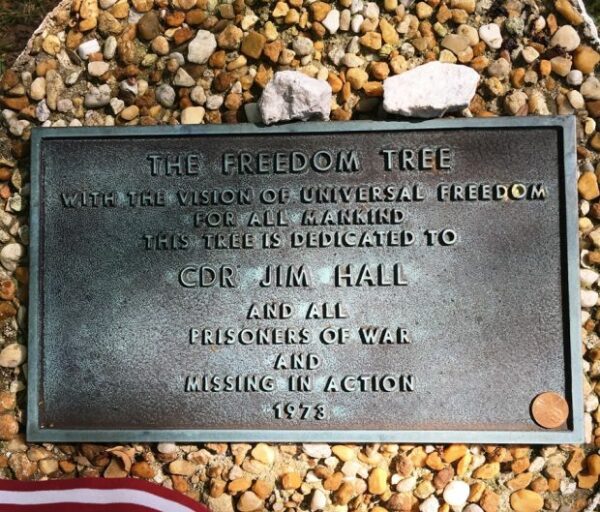 THE FREEDOM TREE
WITH THE VISION OF UNIVERSAL FREEDOM
FOR ALL MANKIND
THIS TREE IS DEDICATED TO
CDR JIM HALL
AND ALL
PRISONERS OF WAR
AND
MISSING IN ACTION
1973